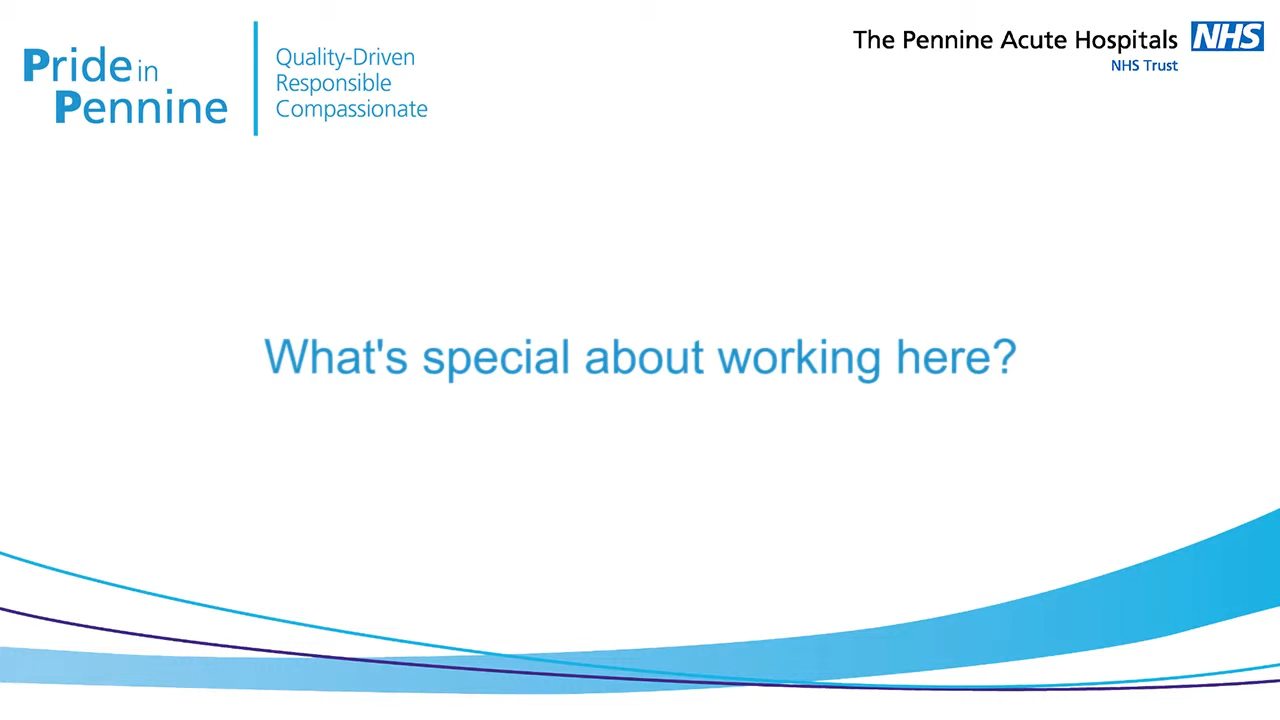 Pride in
Pennine
Quality-Driven
Responsible
Compassionate
The Pennine Acute Hospitals NHS
NHS Trust
What's special about working here?